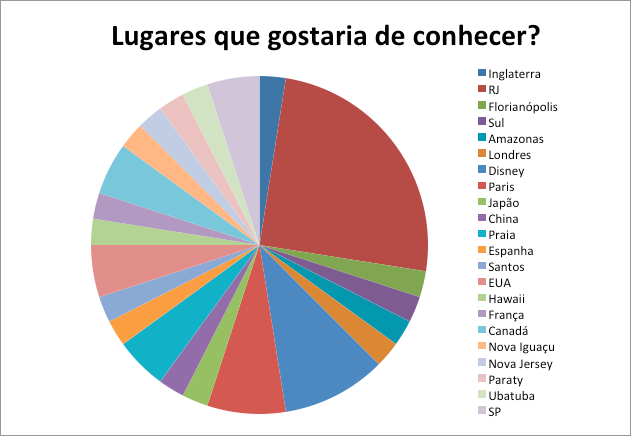 Lugares que gostaria de conhecer?
Inglaterra
RJ
Florianópolis
Sul
Amazonas
Londres
Disney
Paris
Japão
China
Praia
Espanha
Santos
EUA
Hawaii
França
Canadá
Nova Iguaçu
Nova Jersey
Paraty
Ubatuba
SP